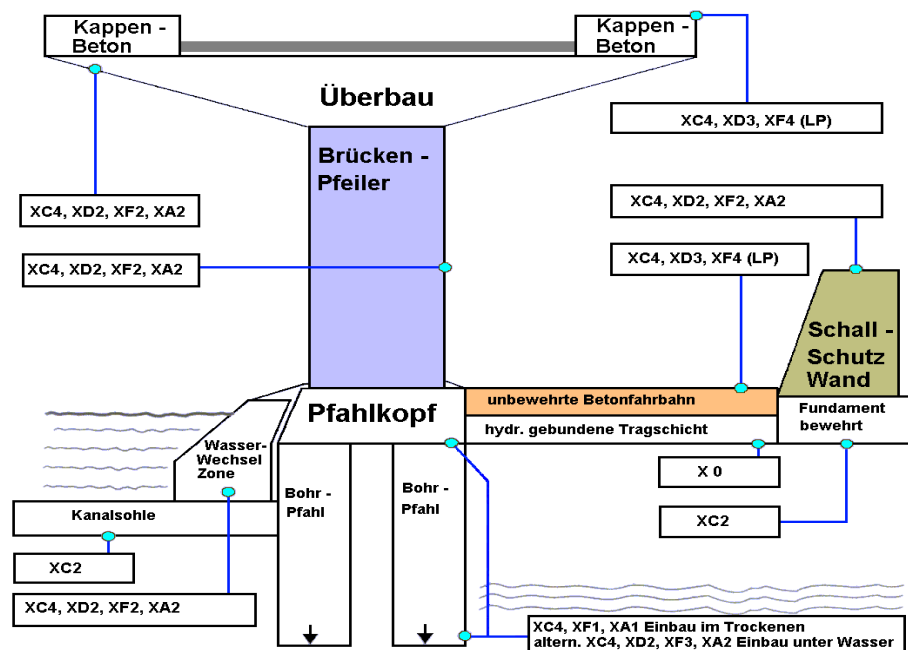 Kappen -
Beton
Kappen -
Beton
Überbau
XC4, XD3, XF4 (LP)
Brücken -
Pfeiler
XC4, XD2, XF2, XA2
XC4, XD2, XF2, XA2
XC4, XD2, XF2, XA2
XC4, XD3, XF4 (LP)
Schall -
Schutz
Wand
Pfahlkopf
unbewehrte Betonfahrbahn
hydr. gebundene Tragschicht
Fundament
bewehrt
Wasser-
Wechsel
Zone
Bohr -
Pfahl
Bohr -
Pfahl
X 0
Kanalsohle
XC2
XC2
XC4, XD2, XF2, XA2
XC4, XF1, XA1 Einbau im Trockenen
altern. XC4, XD2, XF3, XA2 Einbau unter Wasser